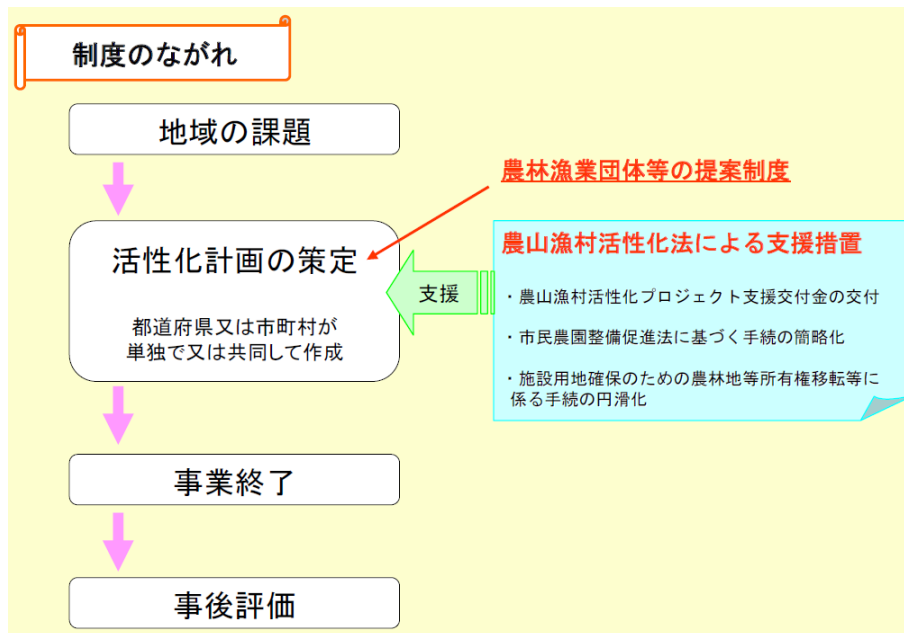 制度のながれ
地域の課題
農林漁業団体等の提案制度
活性化計画の策定
都道府県又は市町村が
単独で又は共同して作成
支援
農山漁村活性化法による支援措置
・農山漁村活性化プロジェクト支援交付金の交付
・市民農園整備促進法に基づく手続の簡略化
・施設用地確保のための農林地等所有権移転等に
係る手続の円滑化
事業終了
事後評価